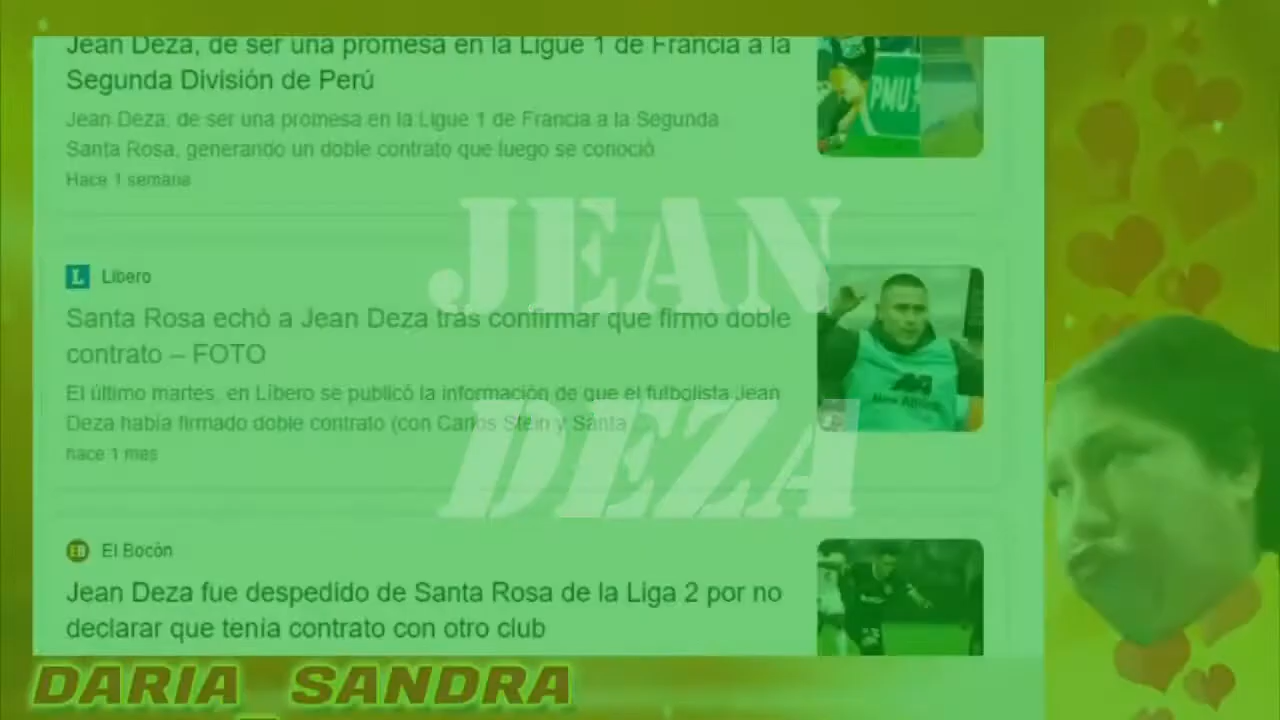 Jean Deza, de ser una promesa en la Ligue 1 de Francia a la
Segunda División de Perú
PMU
Jean Deza, de ser una promesa en la Ligue 1 de Francia a la Segunda
Santa Rosa, generando un doble contrato que luego se conoció
Hace 1 semana
JEAN
L Líbero
Santa Rosa echó a Jean Deza tras confirmar que firmó doble
contrato – FOTO
El último martes, en Líbero se publicó la información de que el futbolista Jean
Deza había firmado doble contrato (con Carlos Stein y Santa
hace 1 mes
DEZA
EB El Bocón
Jean Deza fue despedido de Santa Rosa de la Liga 2 por no
declarar que tenía contrato con otro club
DARIA SANDRA